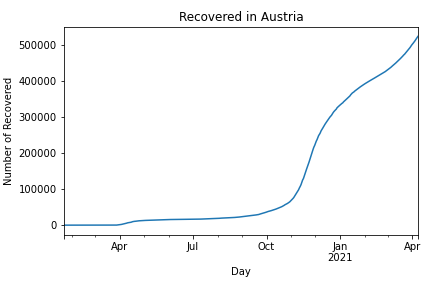 Recovered in Austria
Number of Recovered
500000
400000
300000
200000
100000
0
Apr
Jul
Oct
Jan
2021
Apr
Day